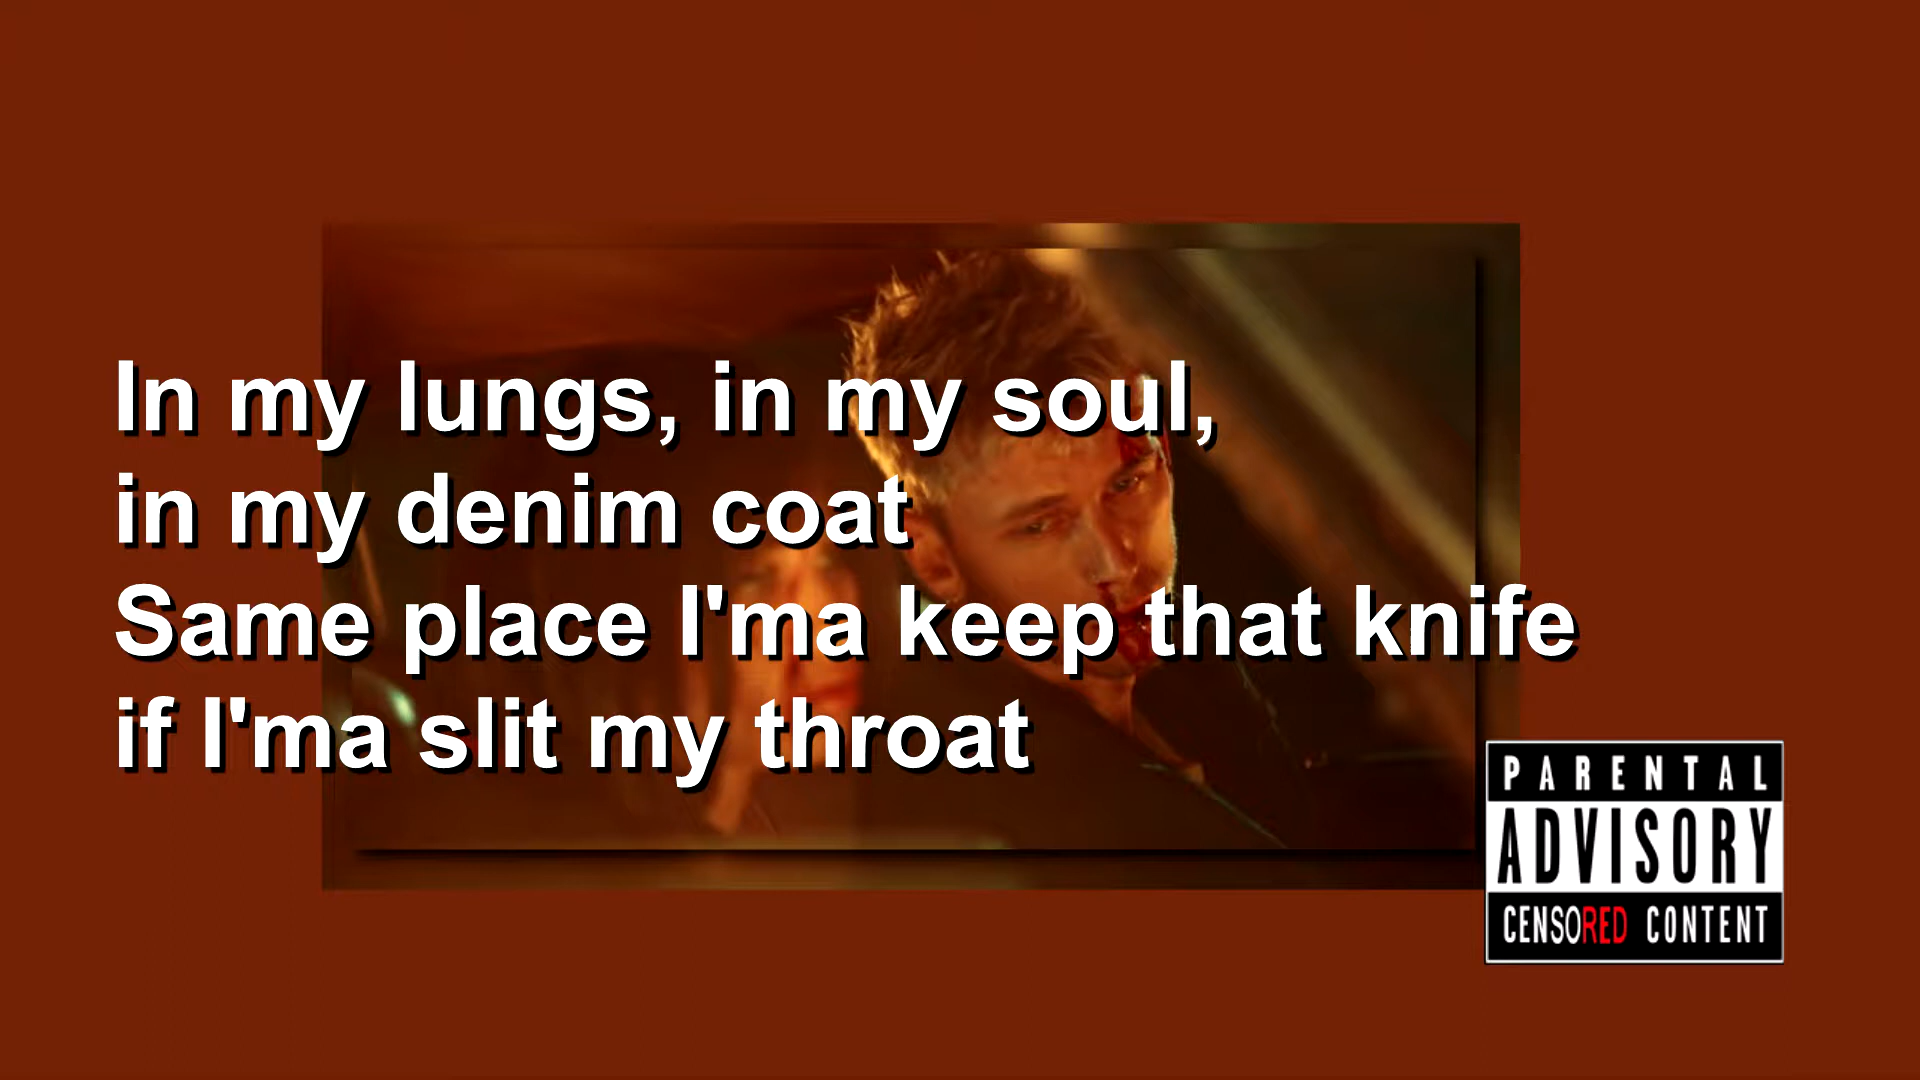 In my lungs, in my soul,
in my denim coat
Same place I'ma keep that knife
if I'ma slit my throat
PARENTAL
ADVISORY
CENSORED CONTENT